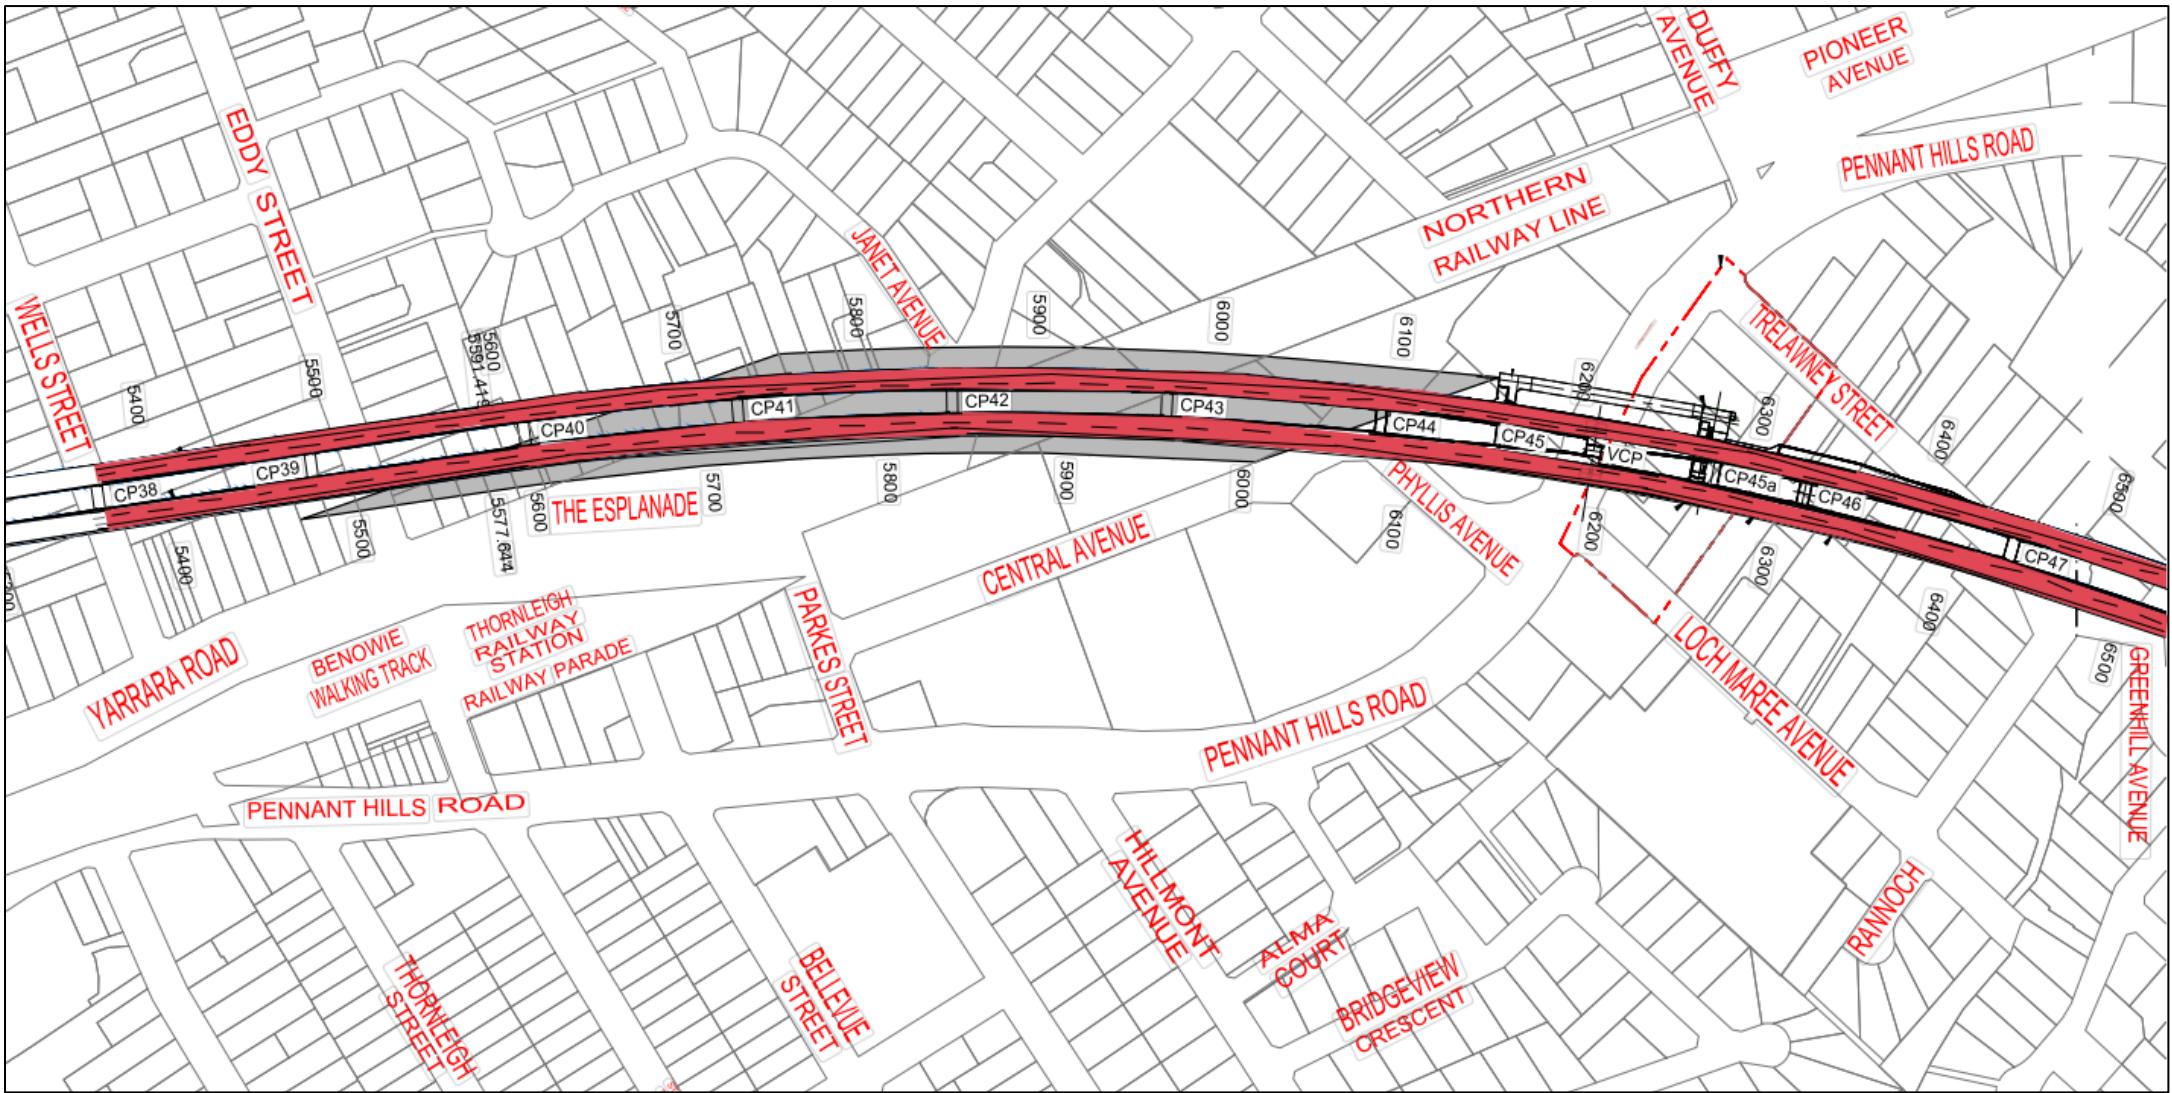 DUFFY
AVENUE
PIONEER
AVENUE
PENNANT HILLS ROAD
EDDY
STREET
NORTHERN
RAILWAY LINE
JANET AVENUE
WELLS STREET
TRELAWNEY STREET
5400
5500
5601
5591.419
5700
5800
5900
6000
6100
6200
6300
6400
6500
CP38
CP39
CP40
CP41
CP42
CP43
CP44
CP45
VCP
CP45a
CP46
CP47
5400
5500
5577.644
5600
5700
5800
5900
6000
6100
6200
6300
6400
6500
THE ESPLANADE
PHYLLIS AVENUE
CENTRAL AVENUE
PARKES STREET
THORNLEIGH
RAILWAY
STATION
RAILWAY PARADE
BENOWIE
WALKING TRACK
YARRARA ROAD
LOCH MAREE AVENUE
GREENHILL AVENUE
PENNANT HILLS ROAD
PENNANT HILLS ROAD
HILLMONT
AVENUE
ALMA
COURT
RANNOCH
BRIDGEVIEW
CRESCENT
BELLEVUE
STREET
THORNLEIGH
STREET